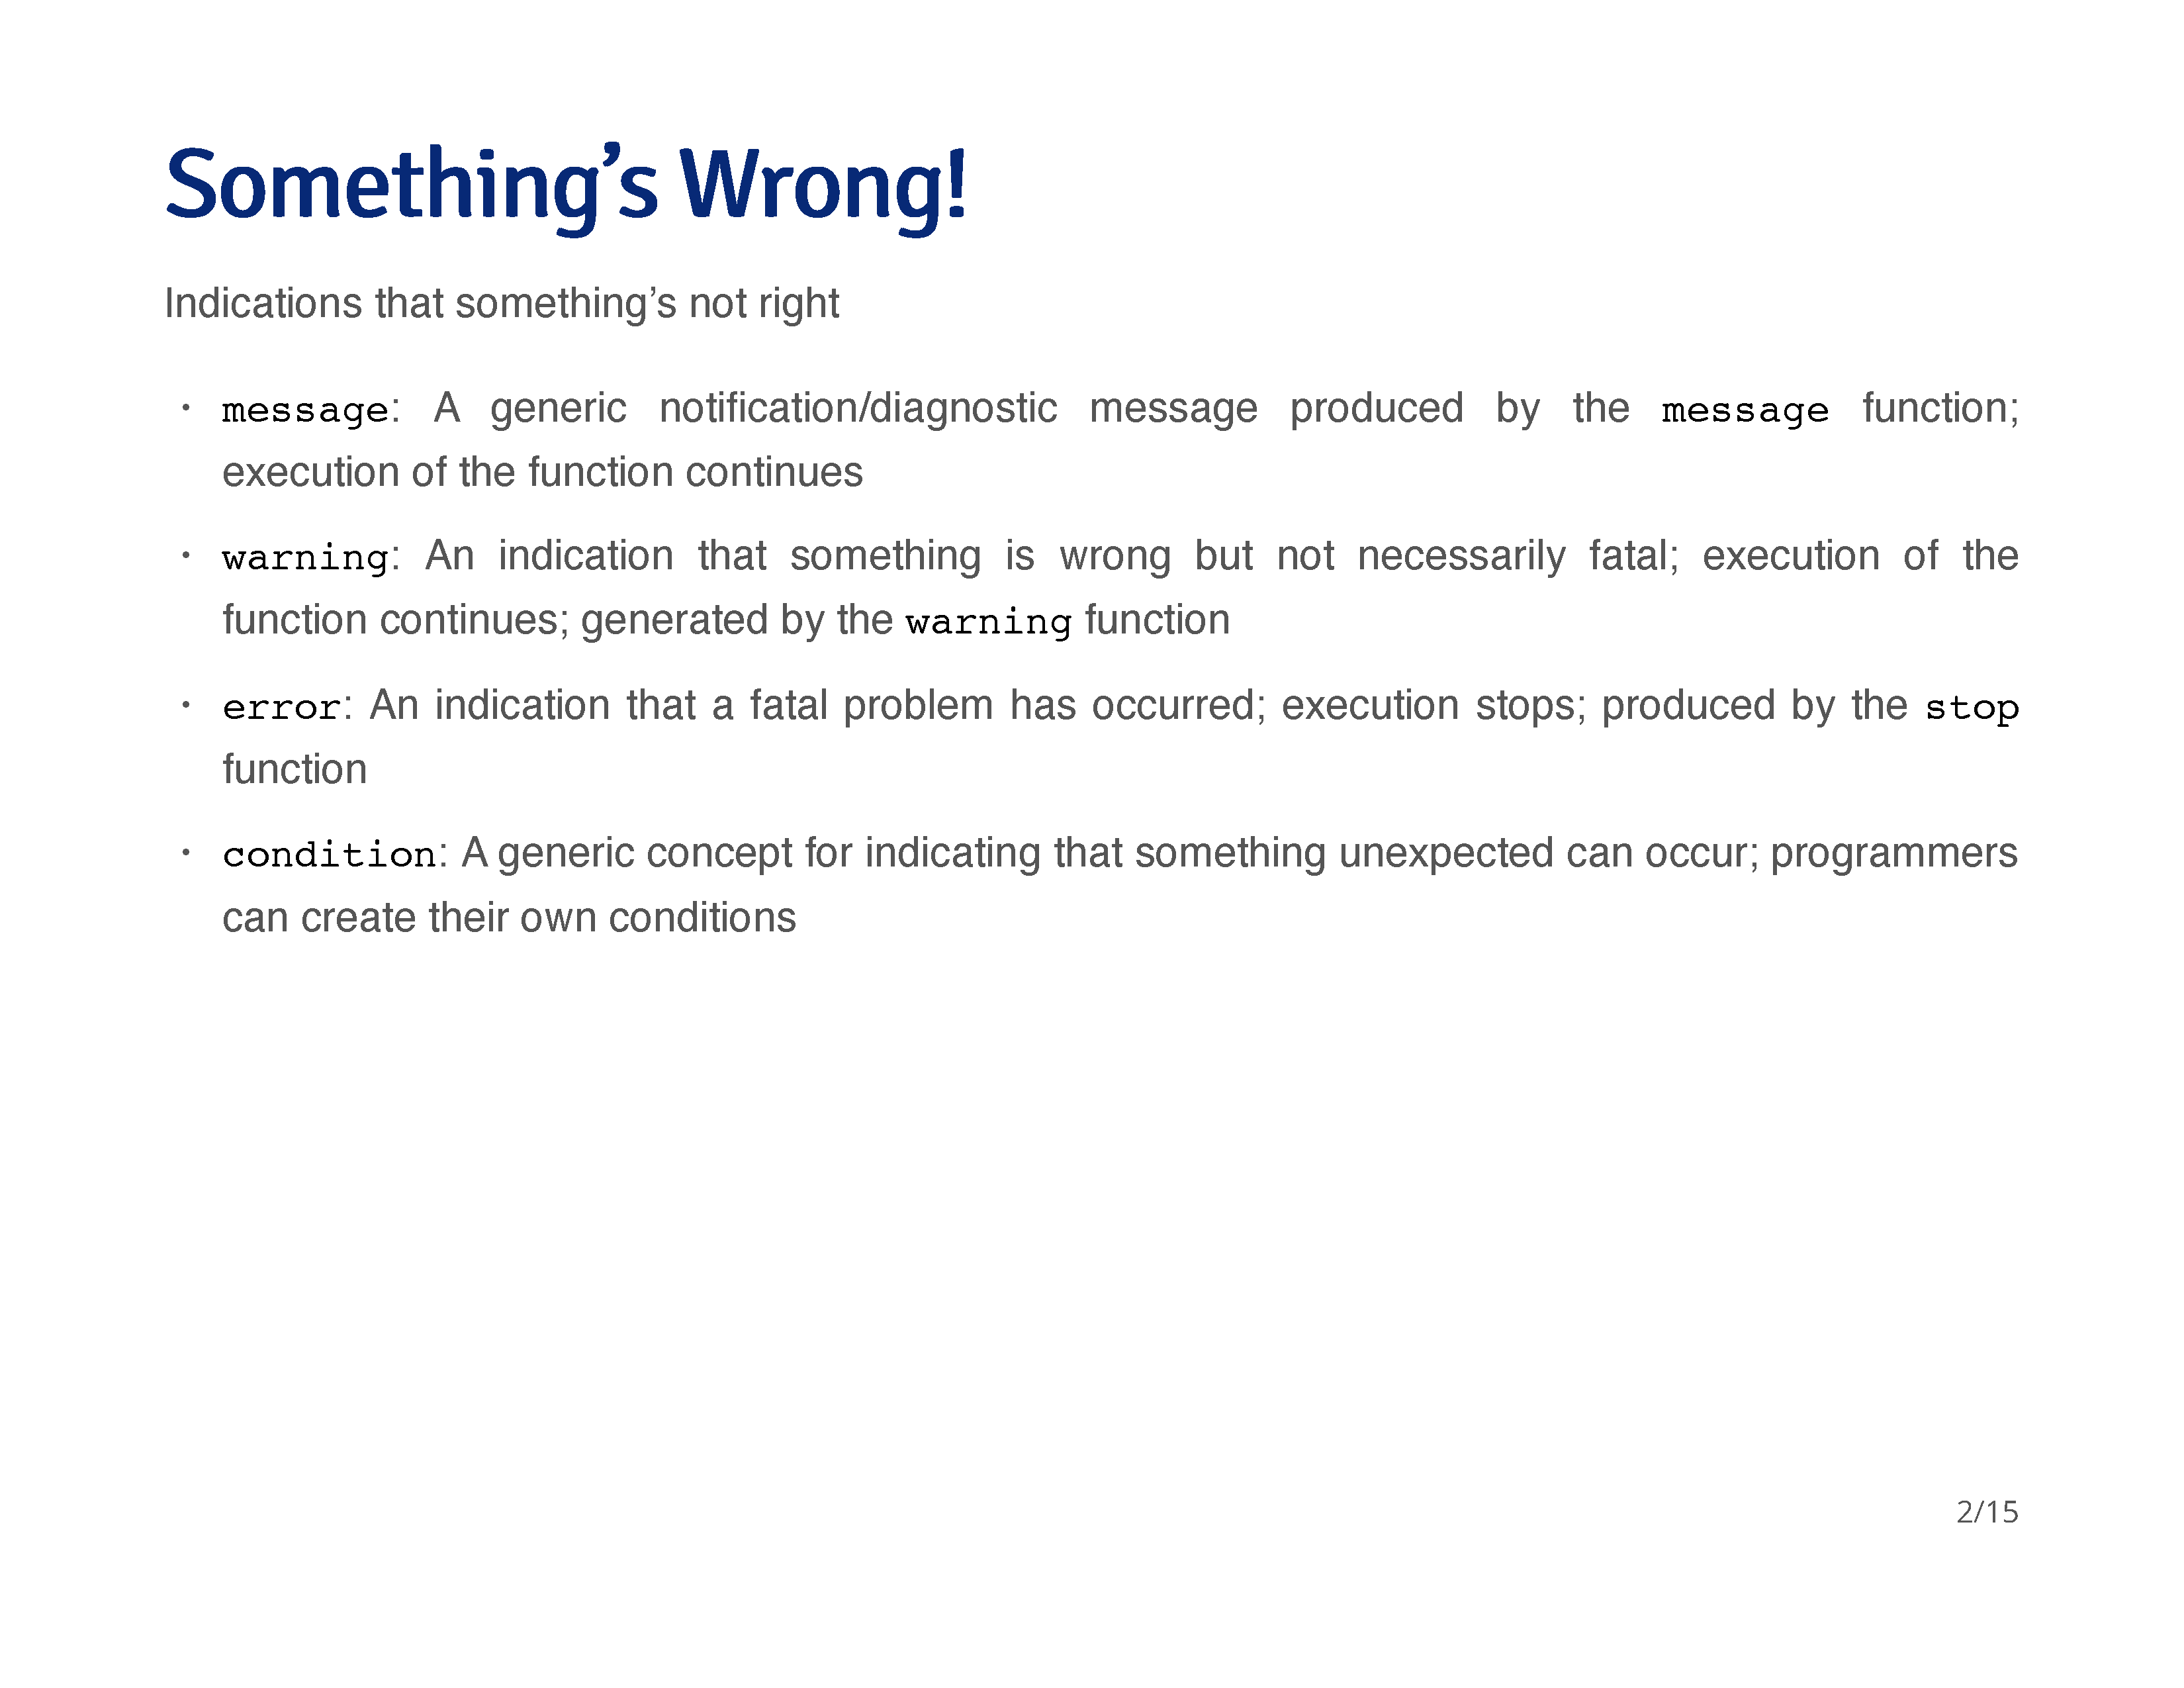 Something’s Wrong!
Indications that something’s not right
• message: A generic notification/diagnostic message produced by the message function;
execution of the function continues
• warning: An indication that something is wrong but not necessarily fatal; execution of the
function continues; generated by the warning function
• error: An indication that a fatal problem has occurred; execution stops; produced by the stop
function
• condition: A generic concept for indicating that something unexpected can occur; programmers
can create their own conditions
2/15